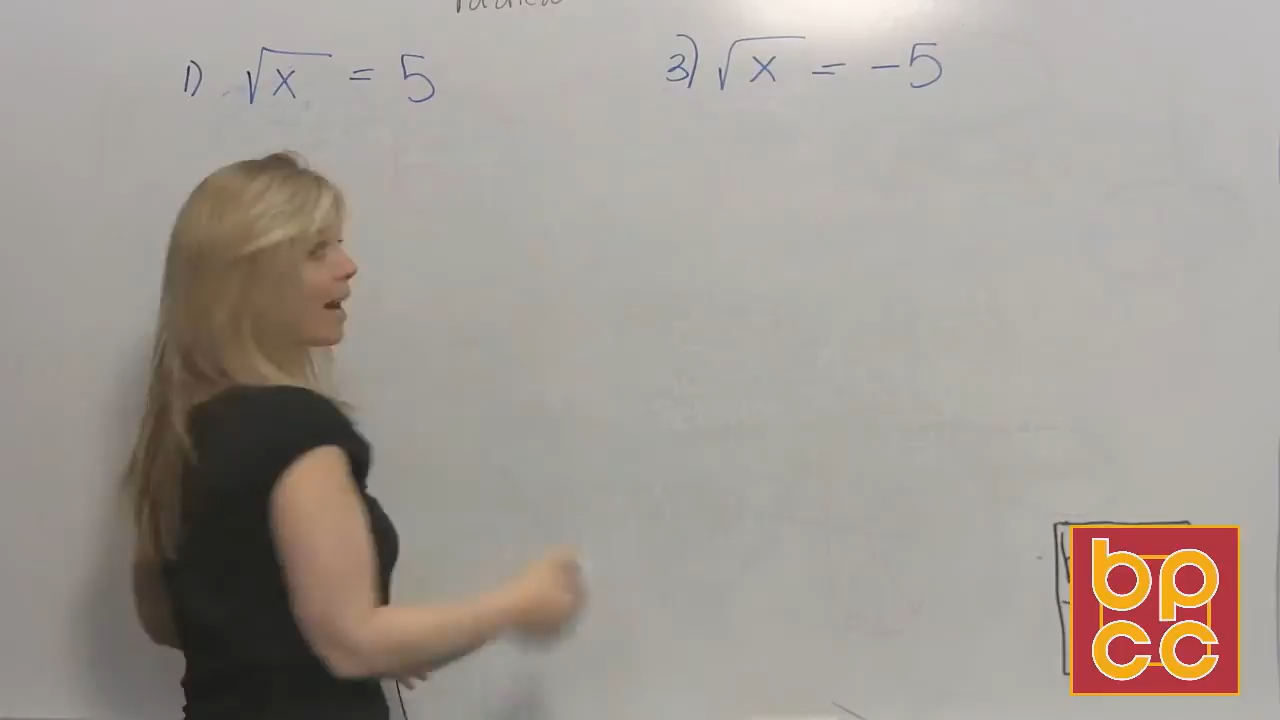 1) √x = 5
3) √x = -5
bp
cc